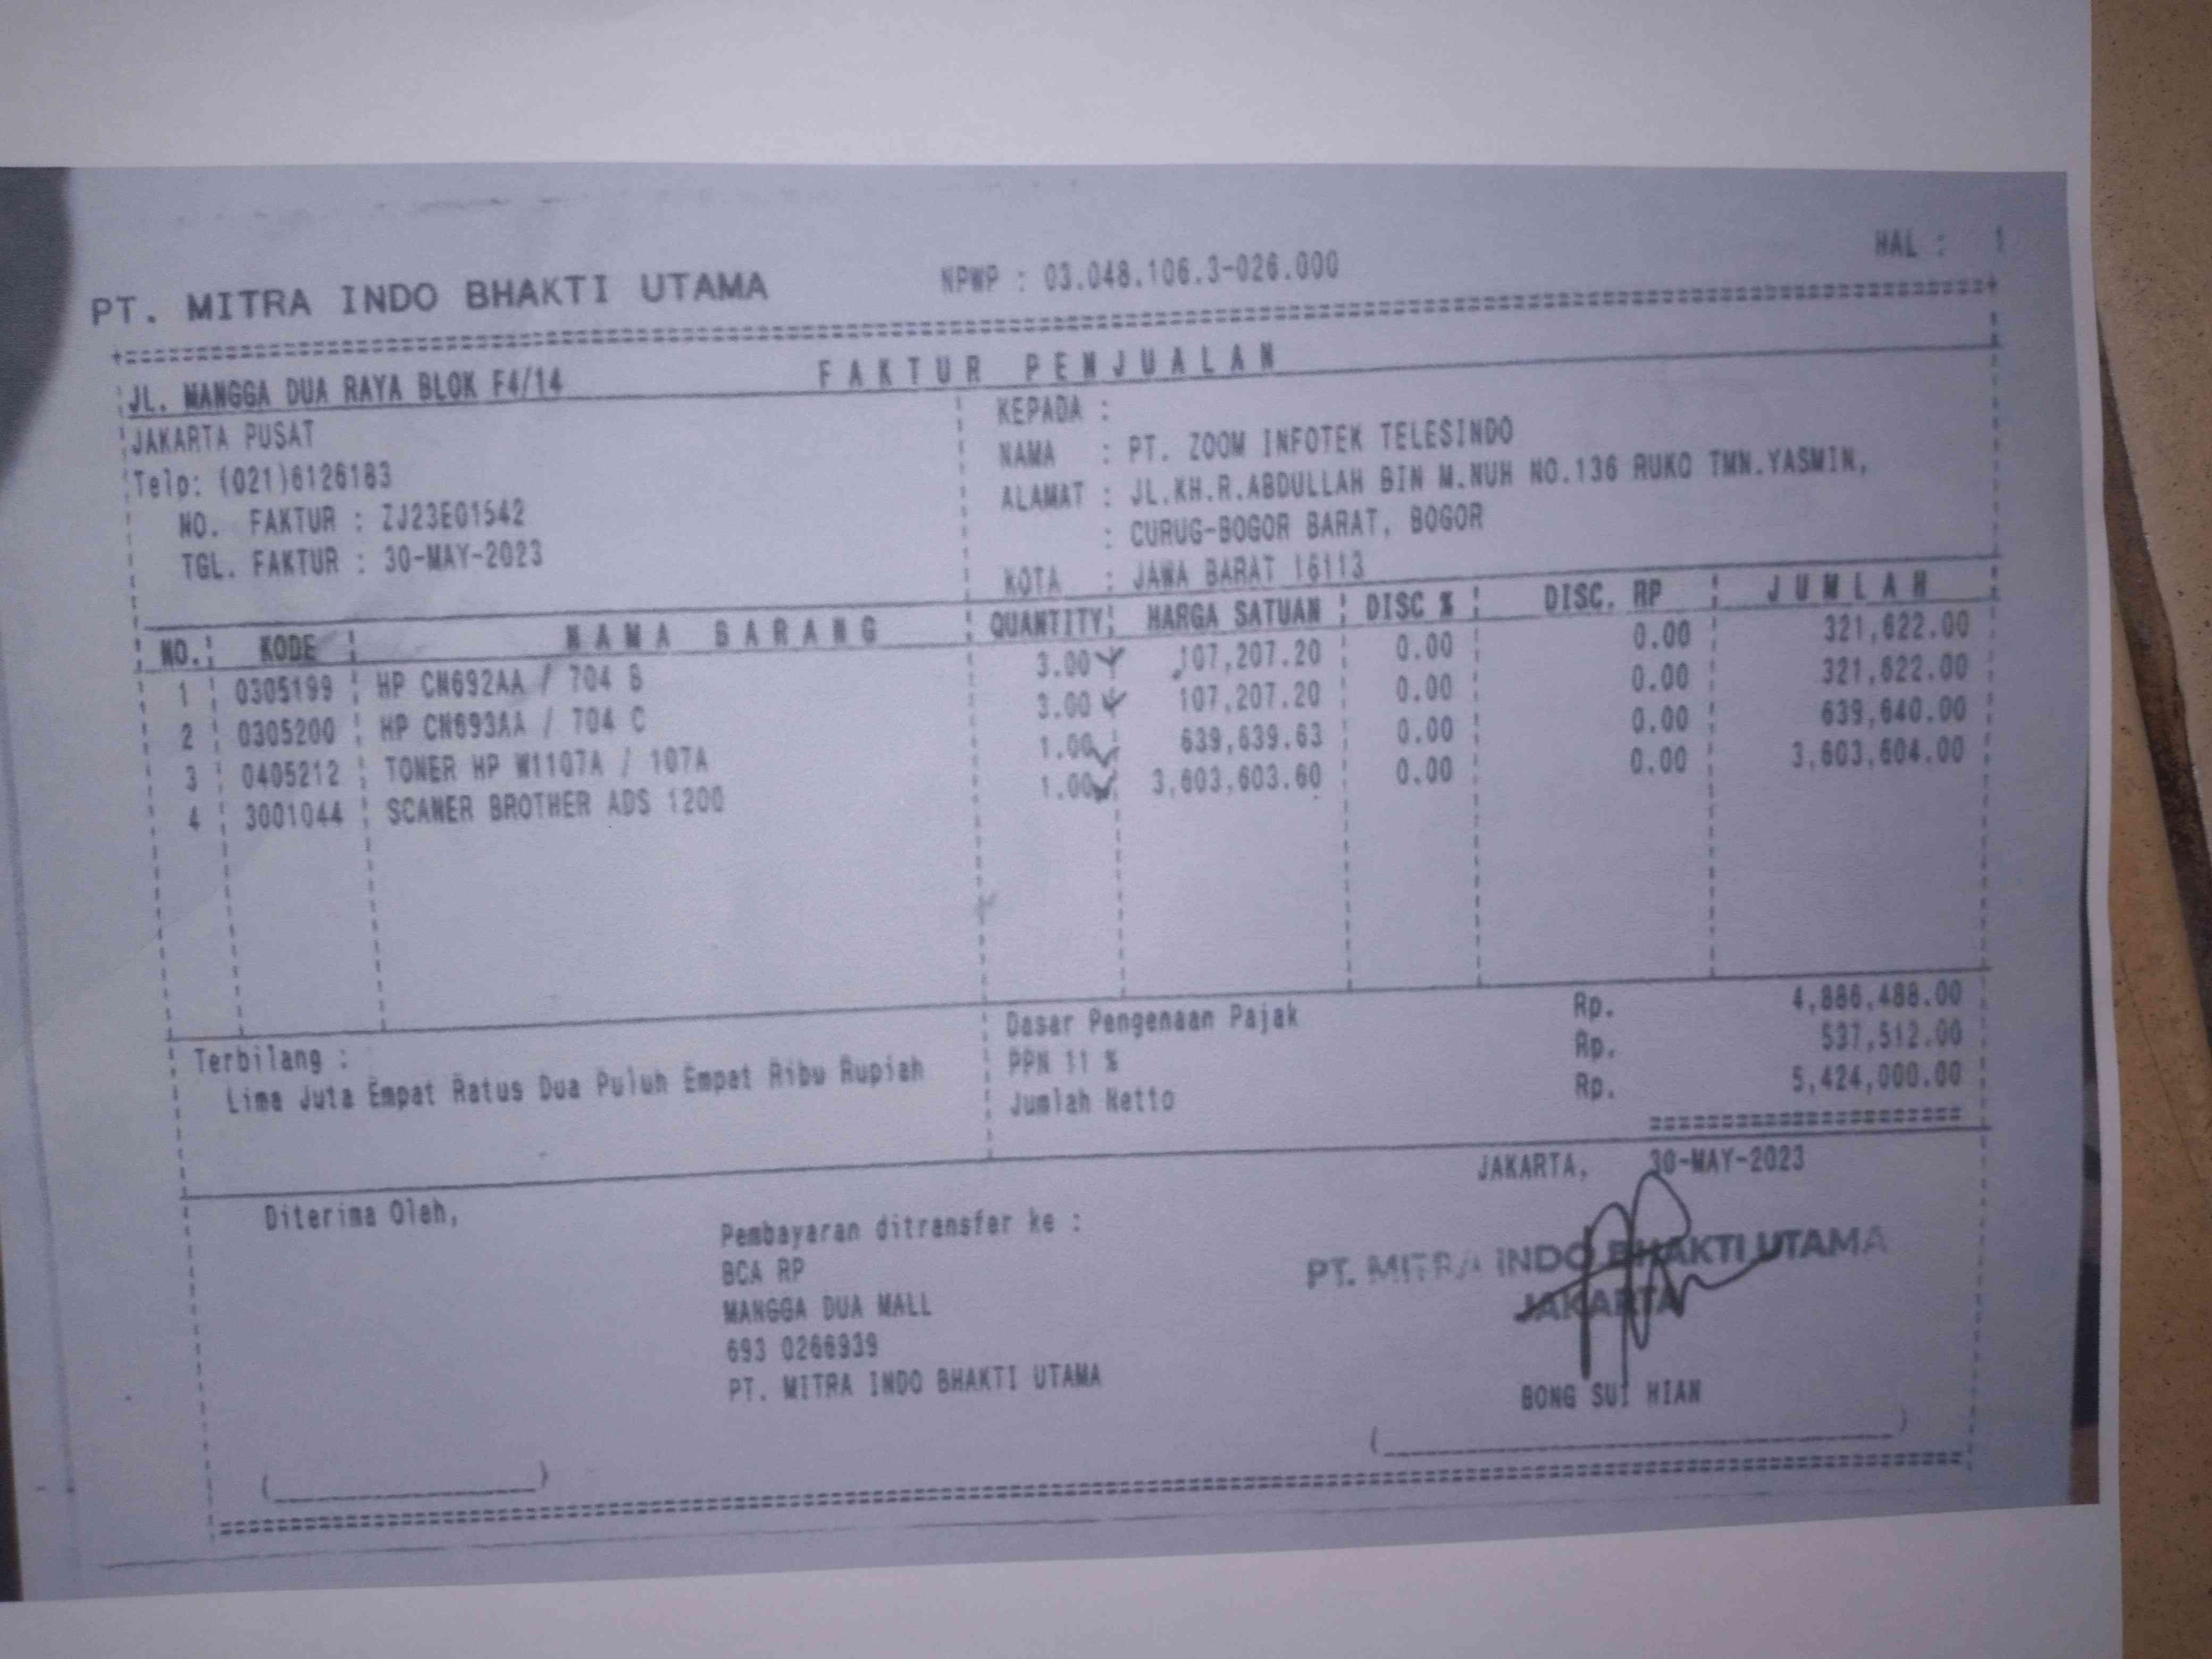 HAL : 1
PT. MITRA INDO BHAKTI UTAMA NPWP : 03.048.106.3-026.000
FAKTUR PENJUALAN
JL. MANGGA DUA RAYA BLOK F4/14
JAKARTA PUSAT
Telp: (021)6126183
NO. FAKTUR : ZJ23E01542
TGL. FAKTUR : 30-MAY-2023
KEPADA :
NAMA : PT. ZOOM INFOTEK TELESINDO
ALAMAT : JL.KH.R.ABDULLAH BIN M.NUH NO.136 RUKO TMN.YASMIN,
: CURUG-BOGOR BARAT, BOGOR
KOTA : JAWA BARAT 16113
NO. KODE NAMA BARANG QUANTITY HARGA SATUAN DISC % DISC. RP JUMLAH
1 0305199 HP CN692AA / 704 B 3.00 107,207.20 0.00 0.00 321,622.00
2 0305200 HP CN693AA / 704 C 3.00 107,207.20 0.00 0.00 321,622.00
3 0405212 TONER HP W1107A / 107A 1.00 639,639.63 0.00 0.00 639,640.00
4 3001044 SCANER BROTHER ADS 1200 1.00 3,603,603.60 0.00 0.00 3,603,604.00
Terbilang :
Lima Juta Empat Ratus Dua Puluh Empat Ribu Rupiah
Dasar Pengenaan Pajak Rp. 4,886,488.00
PPN 11 % Rp. 537,512.00
Jumlah Netto Rp. 5,424,000.00
JAKARTA, 30-MAY-2023
Diterima Oleh,
Pembayaran ditransfer ke :
BCA RP
MANGGA DUA MALL
693 0266939
PT. MITRA INDO BHAKTI UTAMA
PT. MITRA INDO BHAKTI UTAMA
JAKARTA
BONG SUI HIAN